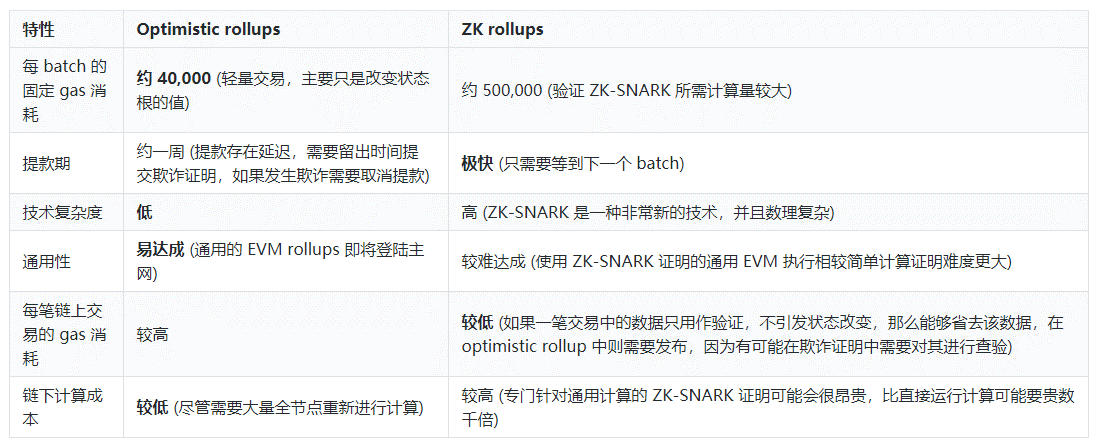 特性
Optimistic rollups
ZK rollups
每 batch 的
固定 gas 消
耗
约 40,000 (轻量交易，主要只是改变状态
根的值)
约 500,000 (验证 ZK-SNARK 所需计算量较大)
提款期
约一周 (提款存在延迟，需要留出时间提
交欺诈证明，如果发生欺诈需要取消提款)
极快 (只需要等到下一个 batch)
技术复杂度
低
高 (ZK-SNARK 是一种非常新的技术，并且数理复杂)
通用性
易达成 (通用的 EVM rollups 即将登陆主
网)
较难达成 (使用 ZK-SNARK 证明的通用 EVM 执行相较简单计算证明难度更大)
每笔链上交
易的 gas 消
耗
较高
较低 (如果一笔交易中的数据只用作验证，不引发状态改变，那么能够省去该数据，在
optimistic rollup 中则需要发布，因为有可能在欺诈证明中需要对其进行查验)
链下计算成
本
较低 (尽管需要大量全节点重新进行计算)
较高 (专门针对通用计算的 ZK-SNARK 证明可能会很昂贵，比直接运行计算可能要贵数
千倍)